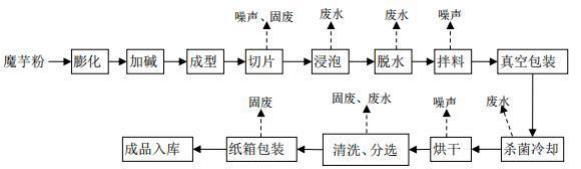 噪声、固废 废水 废水 噪声
魔芋粉 膨化 加碱 成型 切片 浸泡 脱水 拌料 真空包装
固废 固废、废水 噪声 废水
成品入库 纸箱包装 清洗、分选 烘干 杀菌冷却